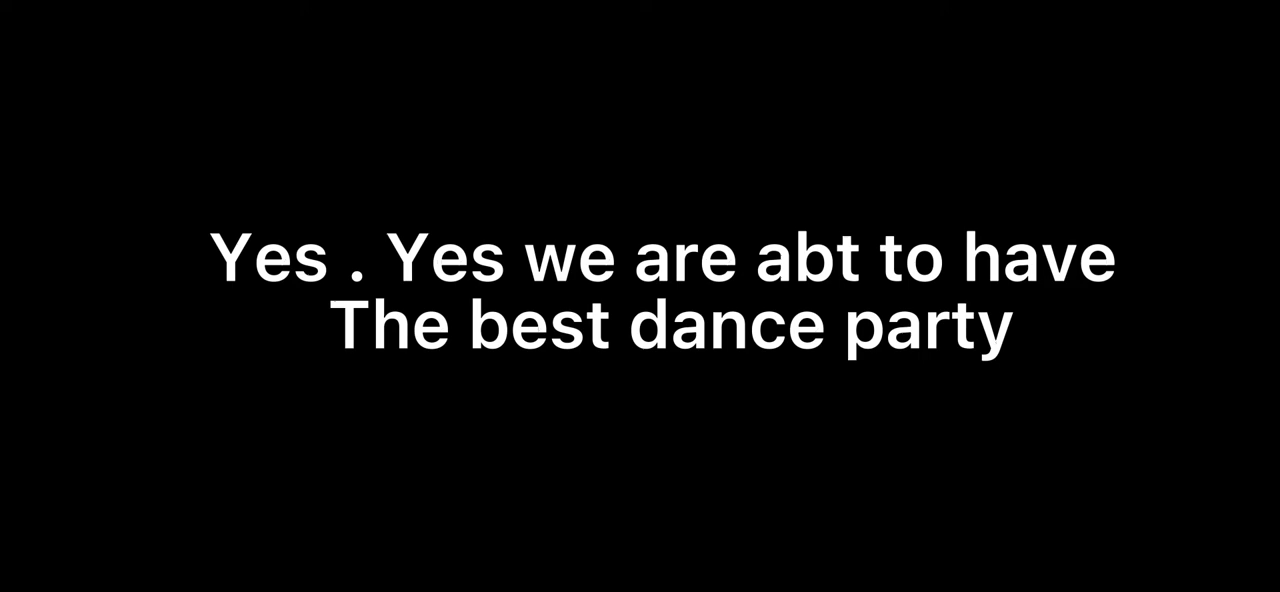 Yes . Yes we are abt to have
The best dance party